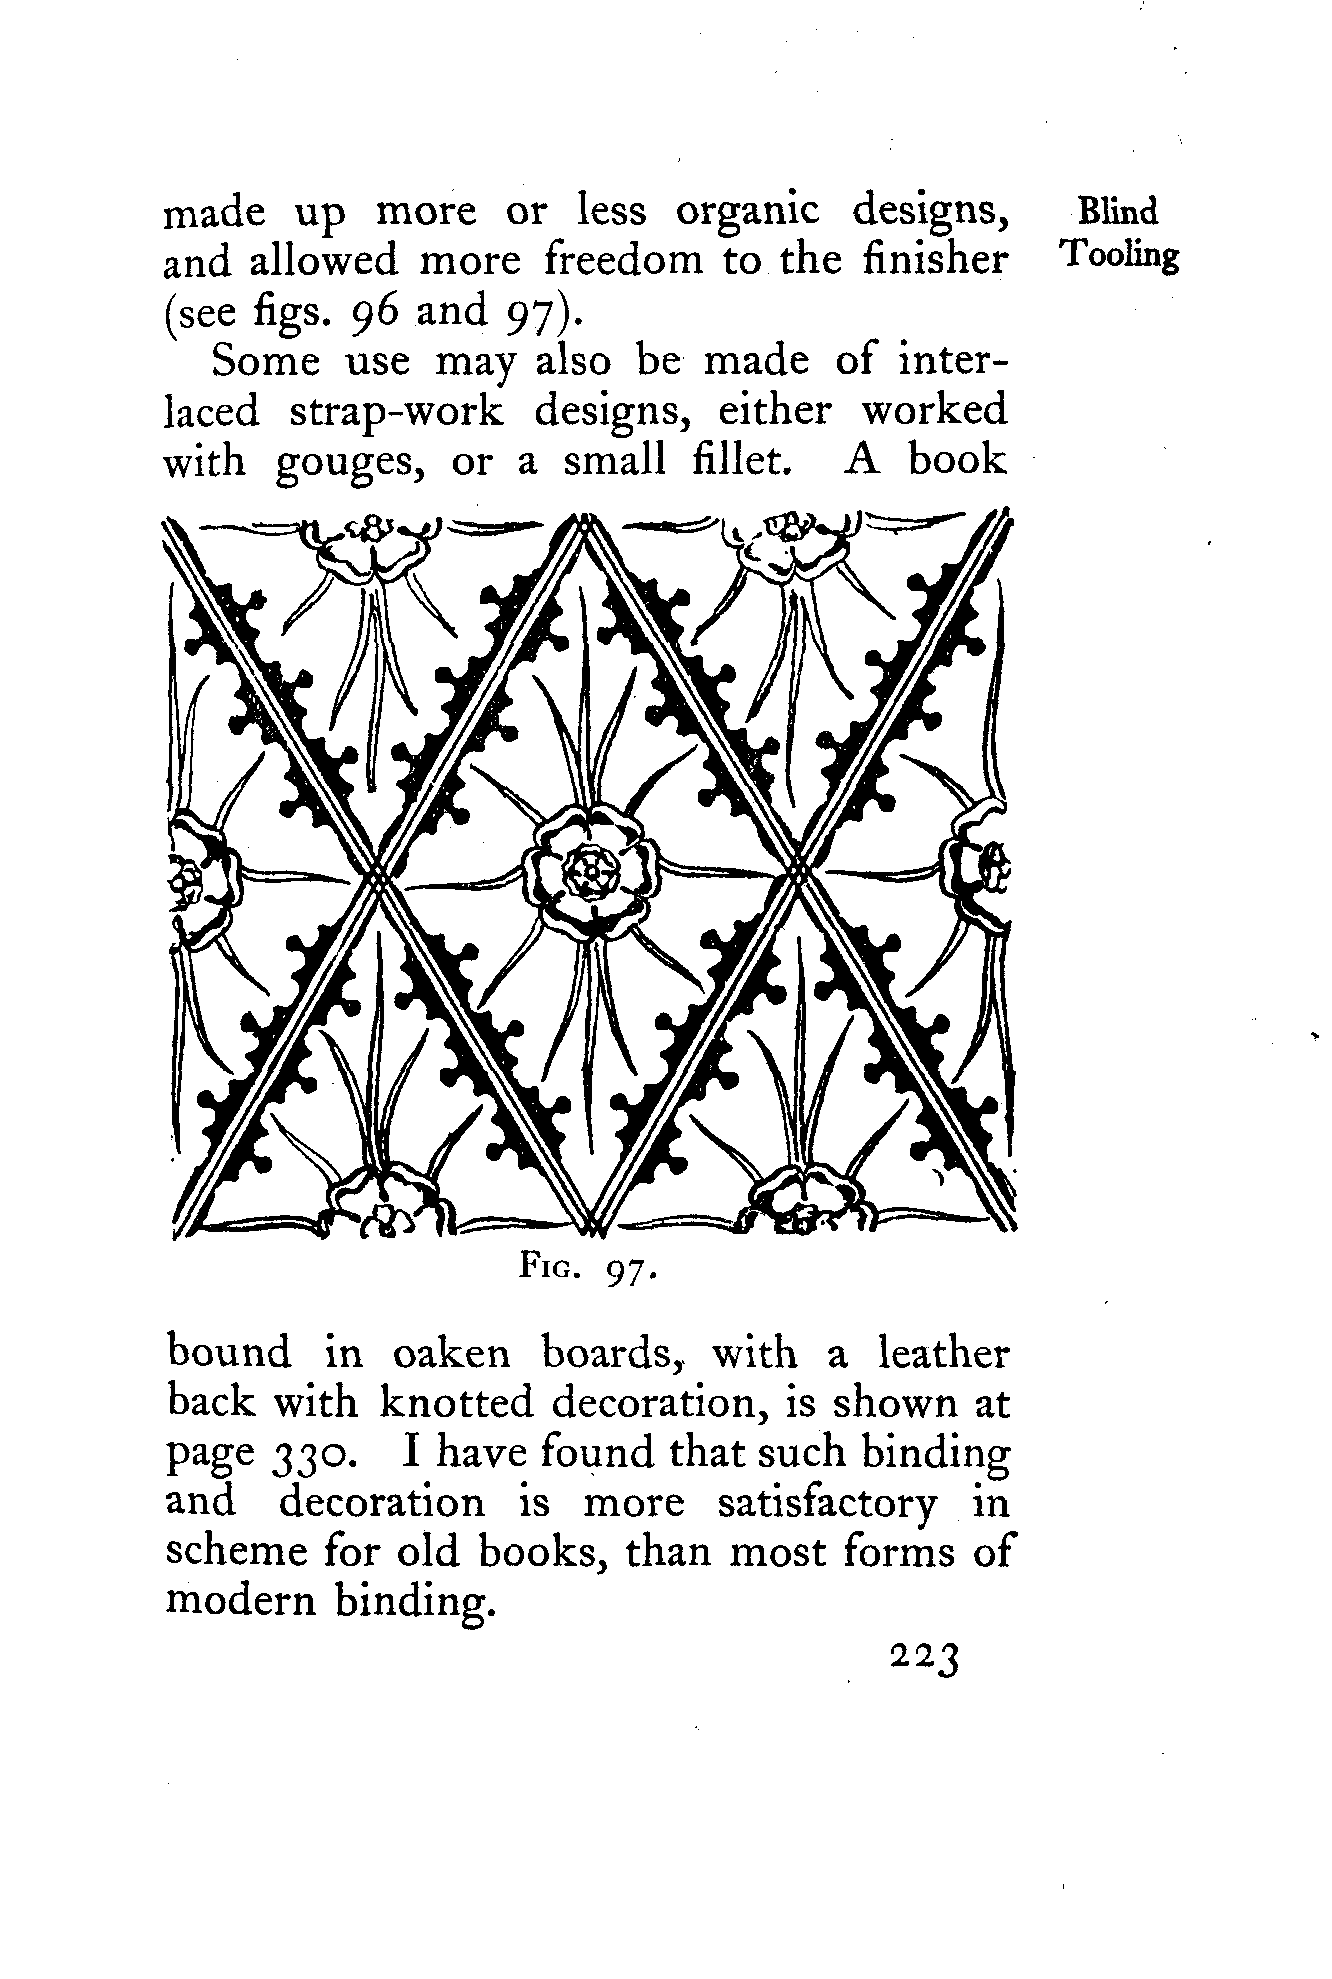 made up more or less organic designs,
and allowed more freedom to the finisher
(see figs. 96 and 97).
Some use may also be made of inter-
laced strap-work designs, either worked
with gouges, or a small fillet. A book
Blind
Tooling
FIG. 97.
bound in oaken boards, with a leather
back with knotted decoration, is shown at
page 330. I have found that such binding
and decoration is more satisfactory in
scheme for old books, than most forms of
modern binding.
223